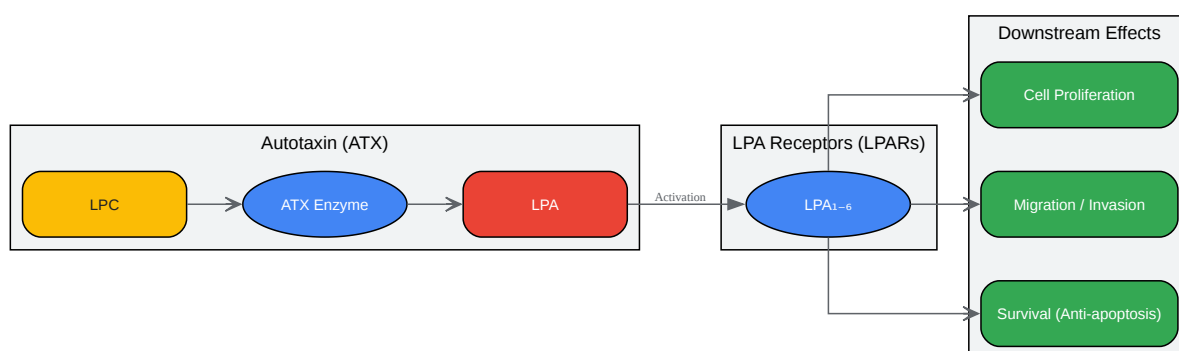 Autotaxin (ATX)
LPC
ATX Enzyme
LPA
Activation
LPA Receptors (LPARs)
LPA₁₋₆
Downstream Effects
Cell Proliferation
Migration / Invasion
Survival (Anti-apoptosis)